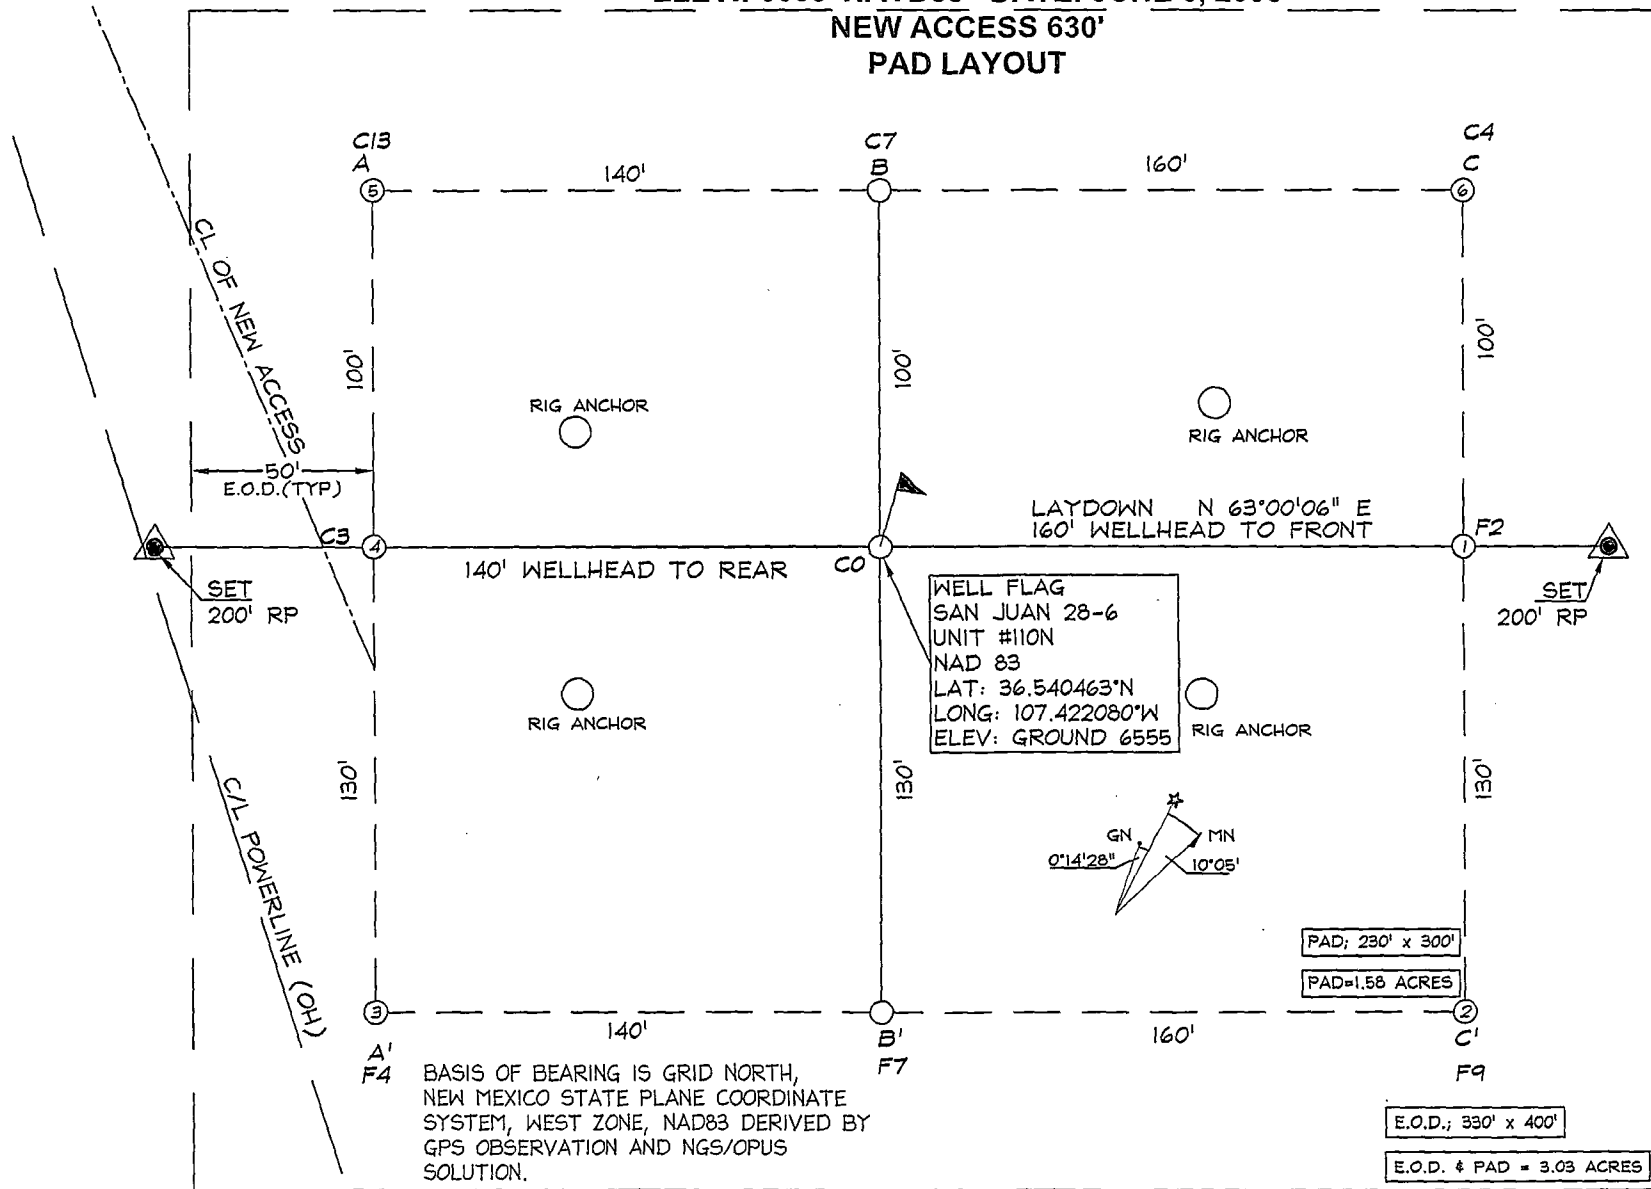 NEW ACCESS 630'
PAD LAYOUT
C13
A
5
140'
C7
B
160'
C4
C
6
CL OF NEW ACCESS
100'
100'
100'
RIG ANCHOR
RIG ANCHOR
50'
E.O.D.(TYP)
C3
4
140' WELLHEAD TO REAR
C0
LAYDOWN N 63°00'06" E
160' WELLHEAD TO FRONT
F2
1
SET
200' RP
SET
200' RP
WELL FLAG
SAN JUAN 28-6
UNIT #110N
NAD 83
LAT: 36.540463°N
LONG: 107.422080°W
ELEV: GROUND 6555
RIG ANCHOR
RIG ANCHOR
130'
130'
130'
C/L POWERLINE (OH)
GN
MN
0°14'28"
10°05'
PAD; 230' x 300'
PAD=1.58 ACRES
3
140'
160'
2
A'
F4
B'
F7
C'
F9
BASIS OF BEARING IS GRID NORTH,
NEW MEXICO STATE PLANE COORDINATE
SYSTEM, WEST ZONE, NAD83 DERIVED BY
GPS OBSERVATION AND NGS/OPUS
SOLUTION.
E.O.D.; 330' x 400'
E.O.D. & PAD = 3.03 ACRES